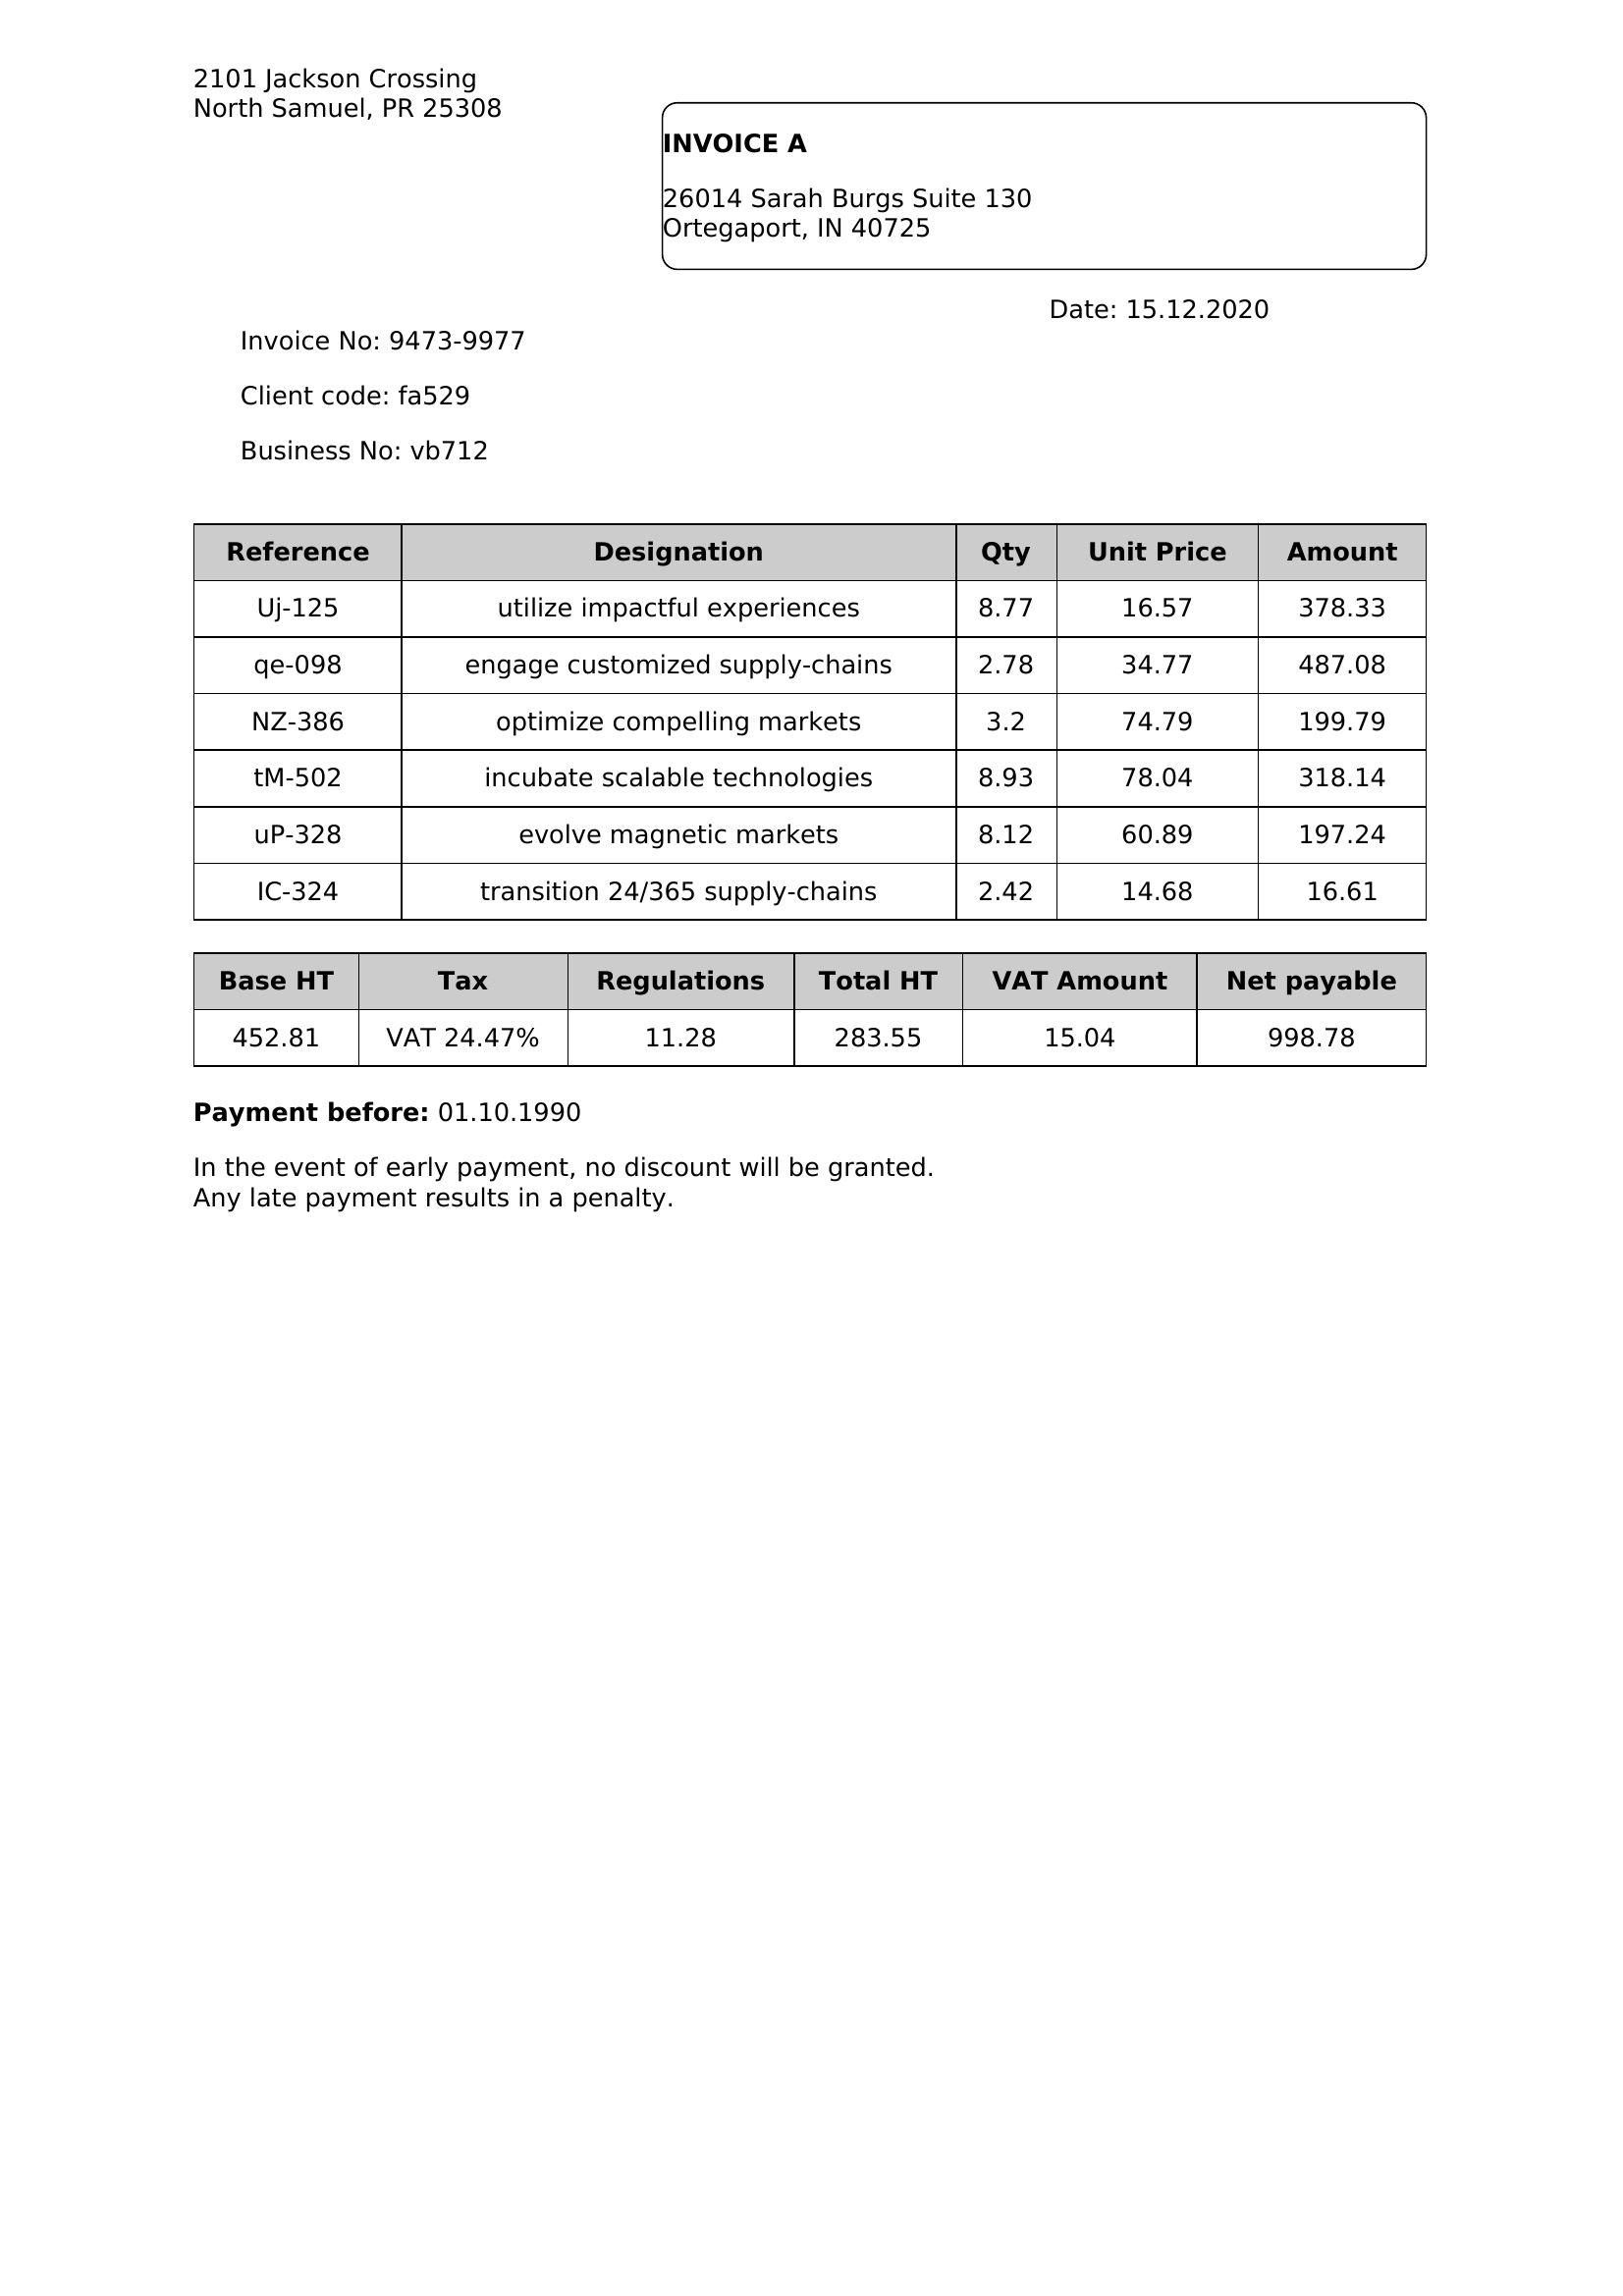 2101 Jackson Crossing
North Samuel, PR 25308
INVOICE A
26014 Sarah Burgs Suite 130
Ortegaport, IN 40725
Date: 15.12.2020
Invoice No: 9473-9977
Client code: fa529
Business No: vb712
Reference Designation Qty Unit Price Amount
Uj-125 utilize impactful experiences 8.77 16.57 378.33
qe-098 engage customized supply-chains 2.78 34.77 487.08
NZ-386 optimize compelling markets 3.2 74.79 199.79
tM-502 incubate scalable technologies 8.93 78.04 318.14
uP-328 evolve magnetic markets 8.12 60.89 197.24
IC-324 transition 24/365 supply-chains 2.42 14.68 16.61
Base HT Tax Regulations Total HT VAT Amount Net payable
452.81 VAT 24.47% 11.28 283.55 15.04 998.78
Payment before: 01.10.1990
In the event of early payment, no discount will be granted.
Any late payment results in a penalty.